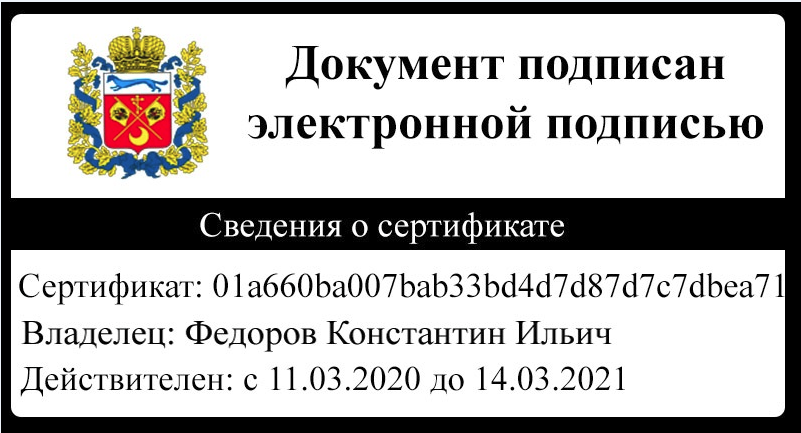 Документ подписан
электронной подписью
Сведения о сертификате
Сертификат: 01a660ba007bab33bd4d7d87d7c7dbea71
Владелец: Федоров Константин Ильич
Действителен: с 11.03.2020 до 14.03.2021